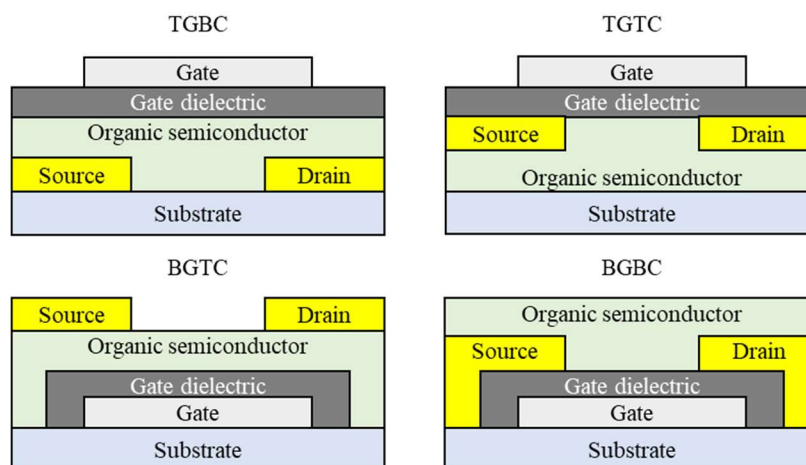 TGBC
Gate
Gate dielectric
Organic semiconductor
Source
Drain
Substrate
TGTC
Gate
Gate dielectric
Source
Drain
Organic semiconductor
Substrate
BGTC
Source
Drain
Organic semiconductor
Gate dielectric
Gate
Substrate
BGBC
Organic semiconductor
Source
Drain
Gate dielectric
Gate
Substrate